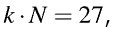 k · N = 27,